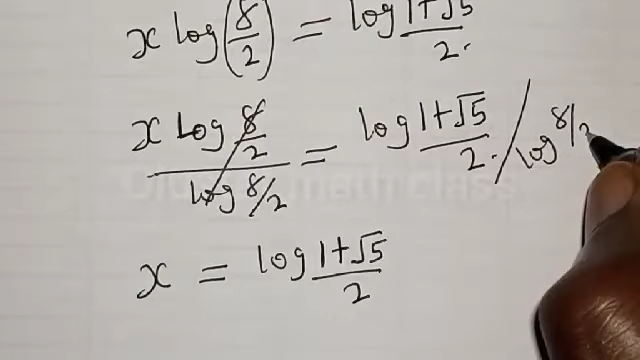 x log(8/2) = log 1+√5/2.
x log 8/2 / log 8/2 = log 1+√5/2. / log 8/2
x = log 1+√5/2